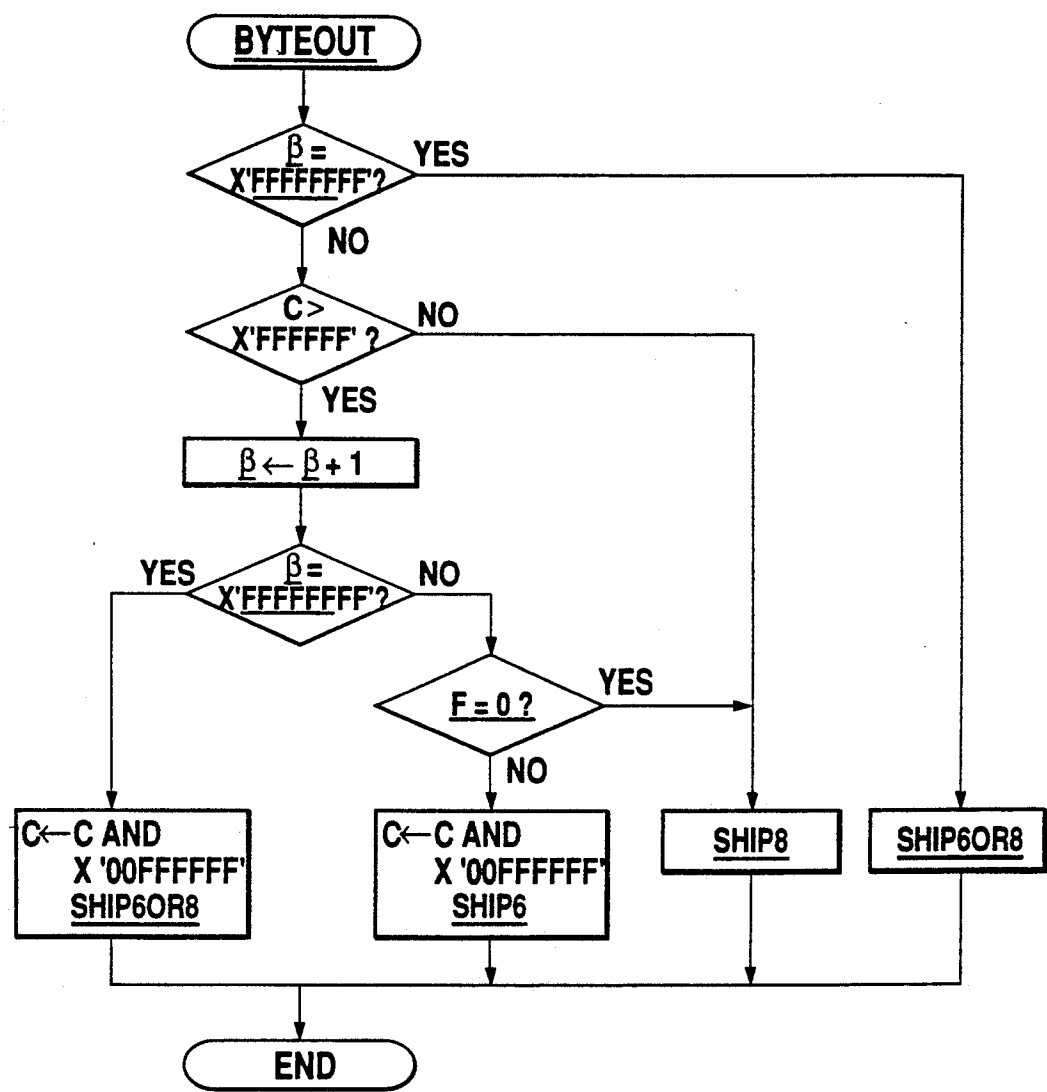 BYTEOUT
β =
X'FFFFFFFF'?
YES
NO
C >
X'FFFFFF' ?
NO
YES
β ← β + 1
β =
X'FFFFFFFF'?
YES
NO
F = 0 ?
YES
NO
C←C AND
X '00FFFFFF'
SHIP6OR8
C←C AND
X '00FFFFFF'
SHIP6
SHIP8
SHIP6OR8
END